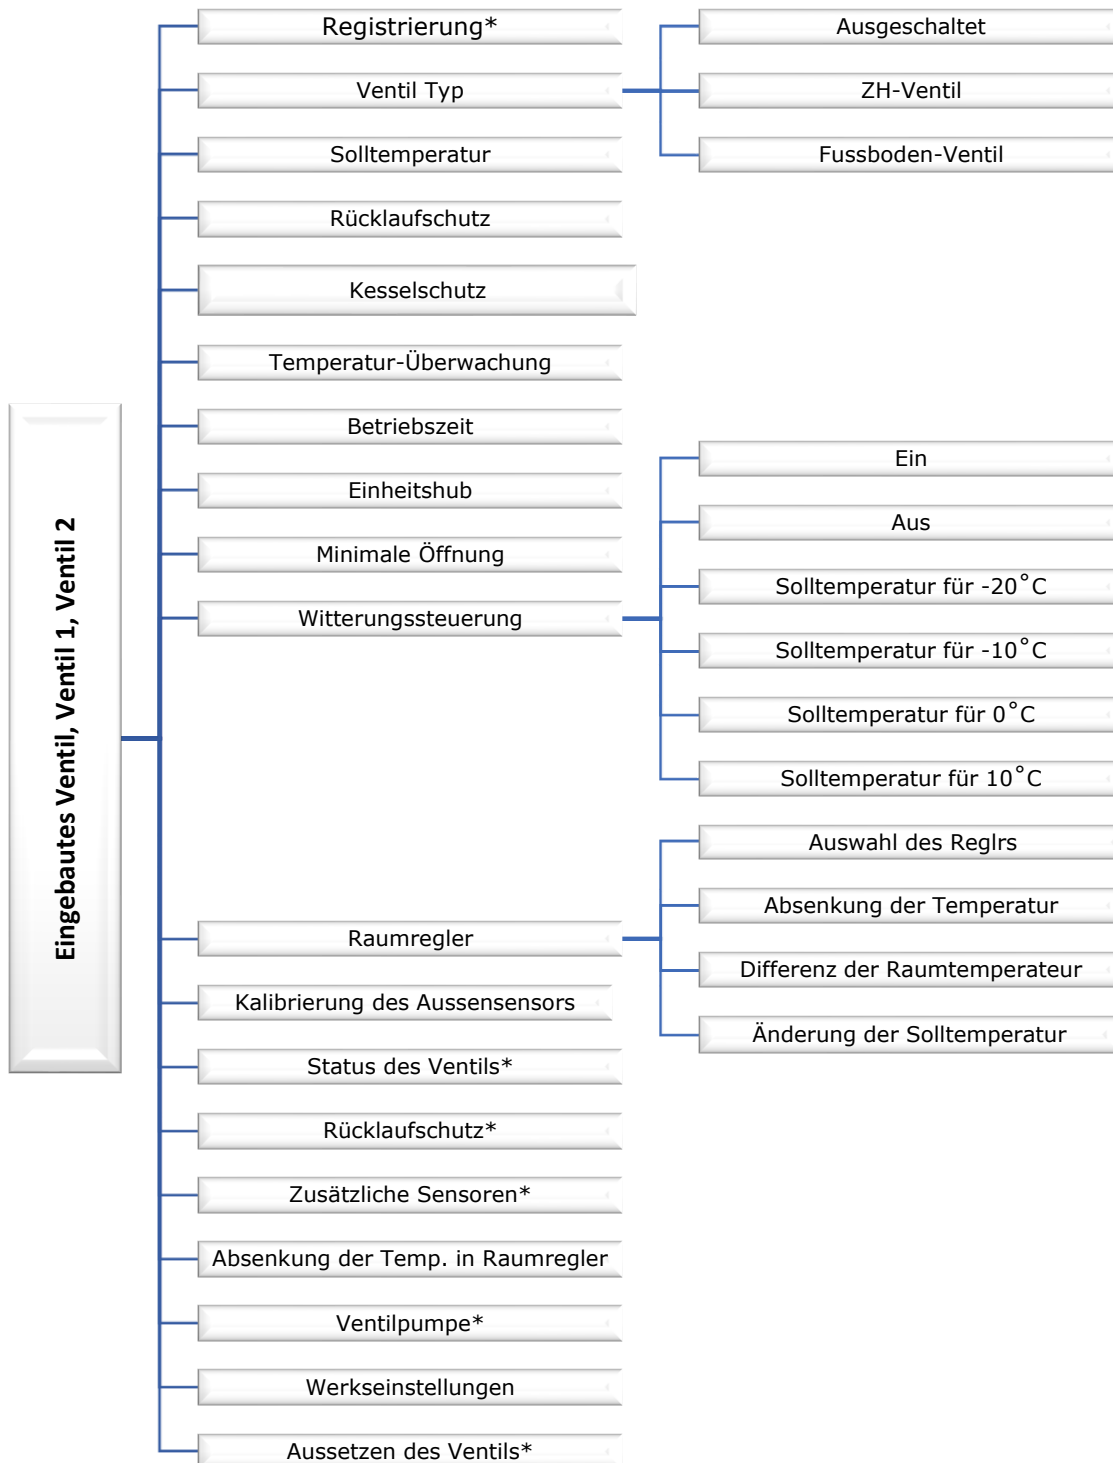 Eingebautes Ventil, Ventil 1, Ventil 2
Registrierung*
Ventil Typ
Ausgeschaltet
ZH-Ventil
Fussboden-Ventil
Solltemperatur
Rücklaufschutz
Kesselschutz
Temperatur-Überwachung
Betriebszeit
Einheitshub
Minimale Öffnung
Witterungssteuerung
Ein
Aus
Solltemperatur für -20°C
Solltemperatur für -10°C
Solltemperatur für 0°C
Solltemperatur für 10°C
Raumregler
Auswahl des Reglrs
Absenkung der Temperatur
Differenz der Raumtemperateur
Änderung der Solltemperatur
Kalibrierung des Aussensensors
Status des Ventils*
Rücklaufschutz*
Zusätzliche Sensoren*
Absenkung der Temp. in Raumregler
Ventilpumpe*
Werkseinstellungen
Aussetzen des Ventils*